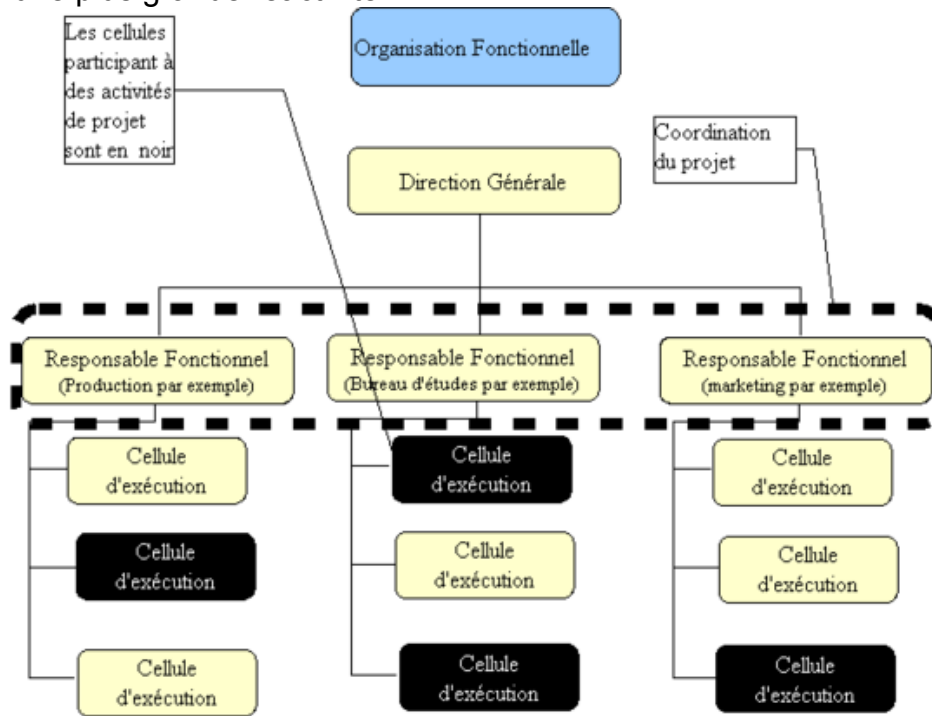 Organisation Fonctionnelle
Les cellules
participant à
des activités
de projet
sont en noir
Coordination
du projet
Direction Générale
Responsable Fonctionnel
(Production par exemple)
Responsable Fonctionnel
(Bureau d'études par exemple)
Responsable Fonctionnel
(marketing par exemple)
Cellule
d'exécution
Cellule
d'exécution
Cellule
d'exécution
Cellule
d'exécution
Cellule
d'exécution
Cellule
d'exécution
Cellule
d'exécution
Cellule
d'exécution
Cellule
d'exécution